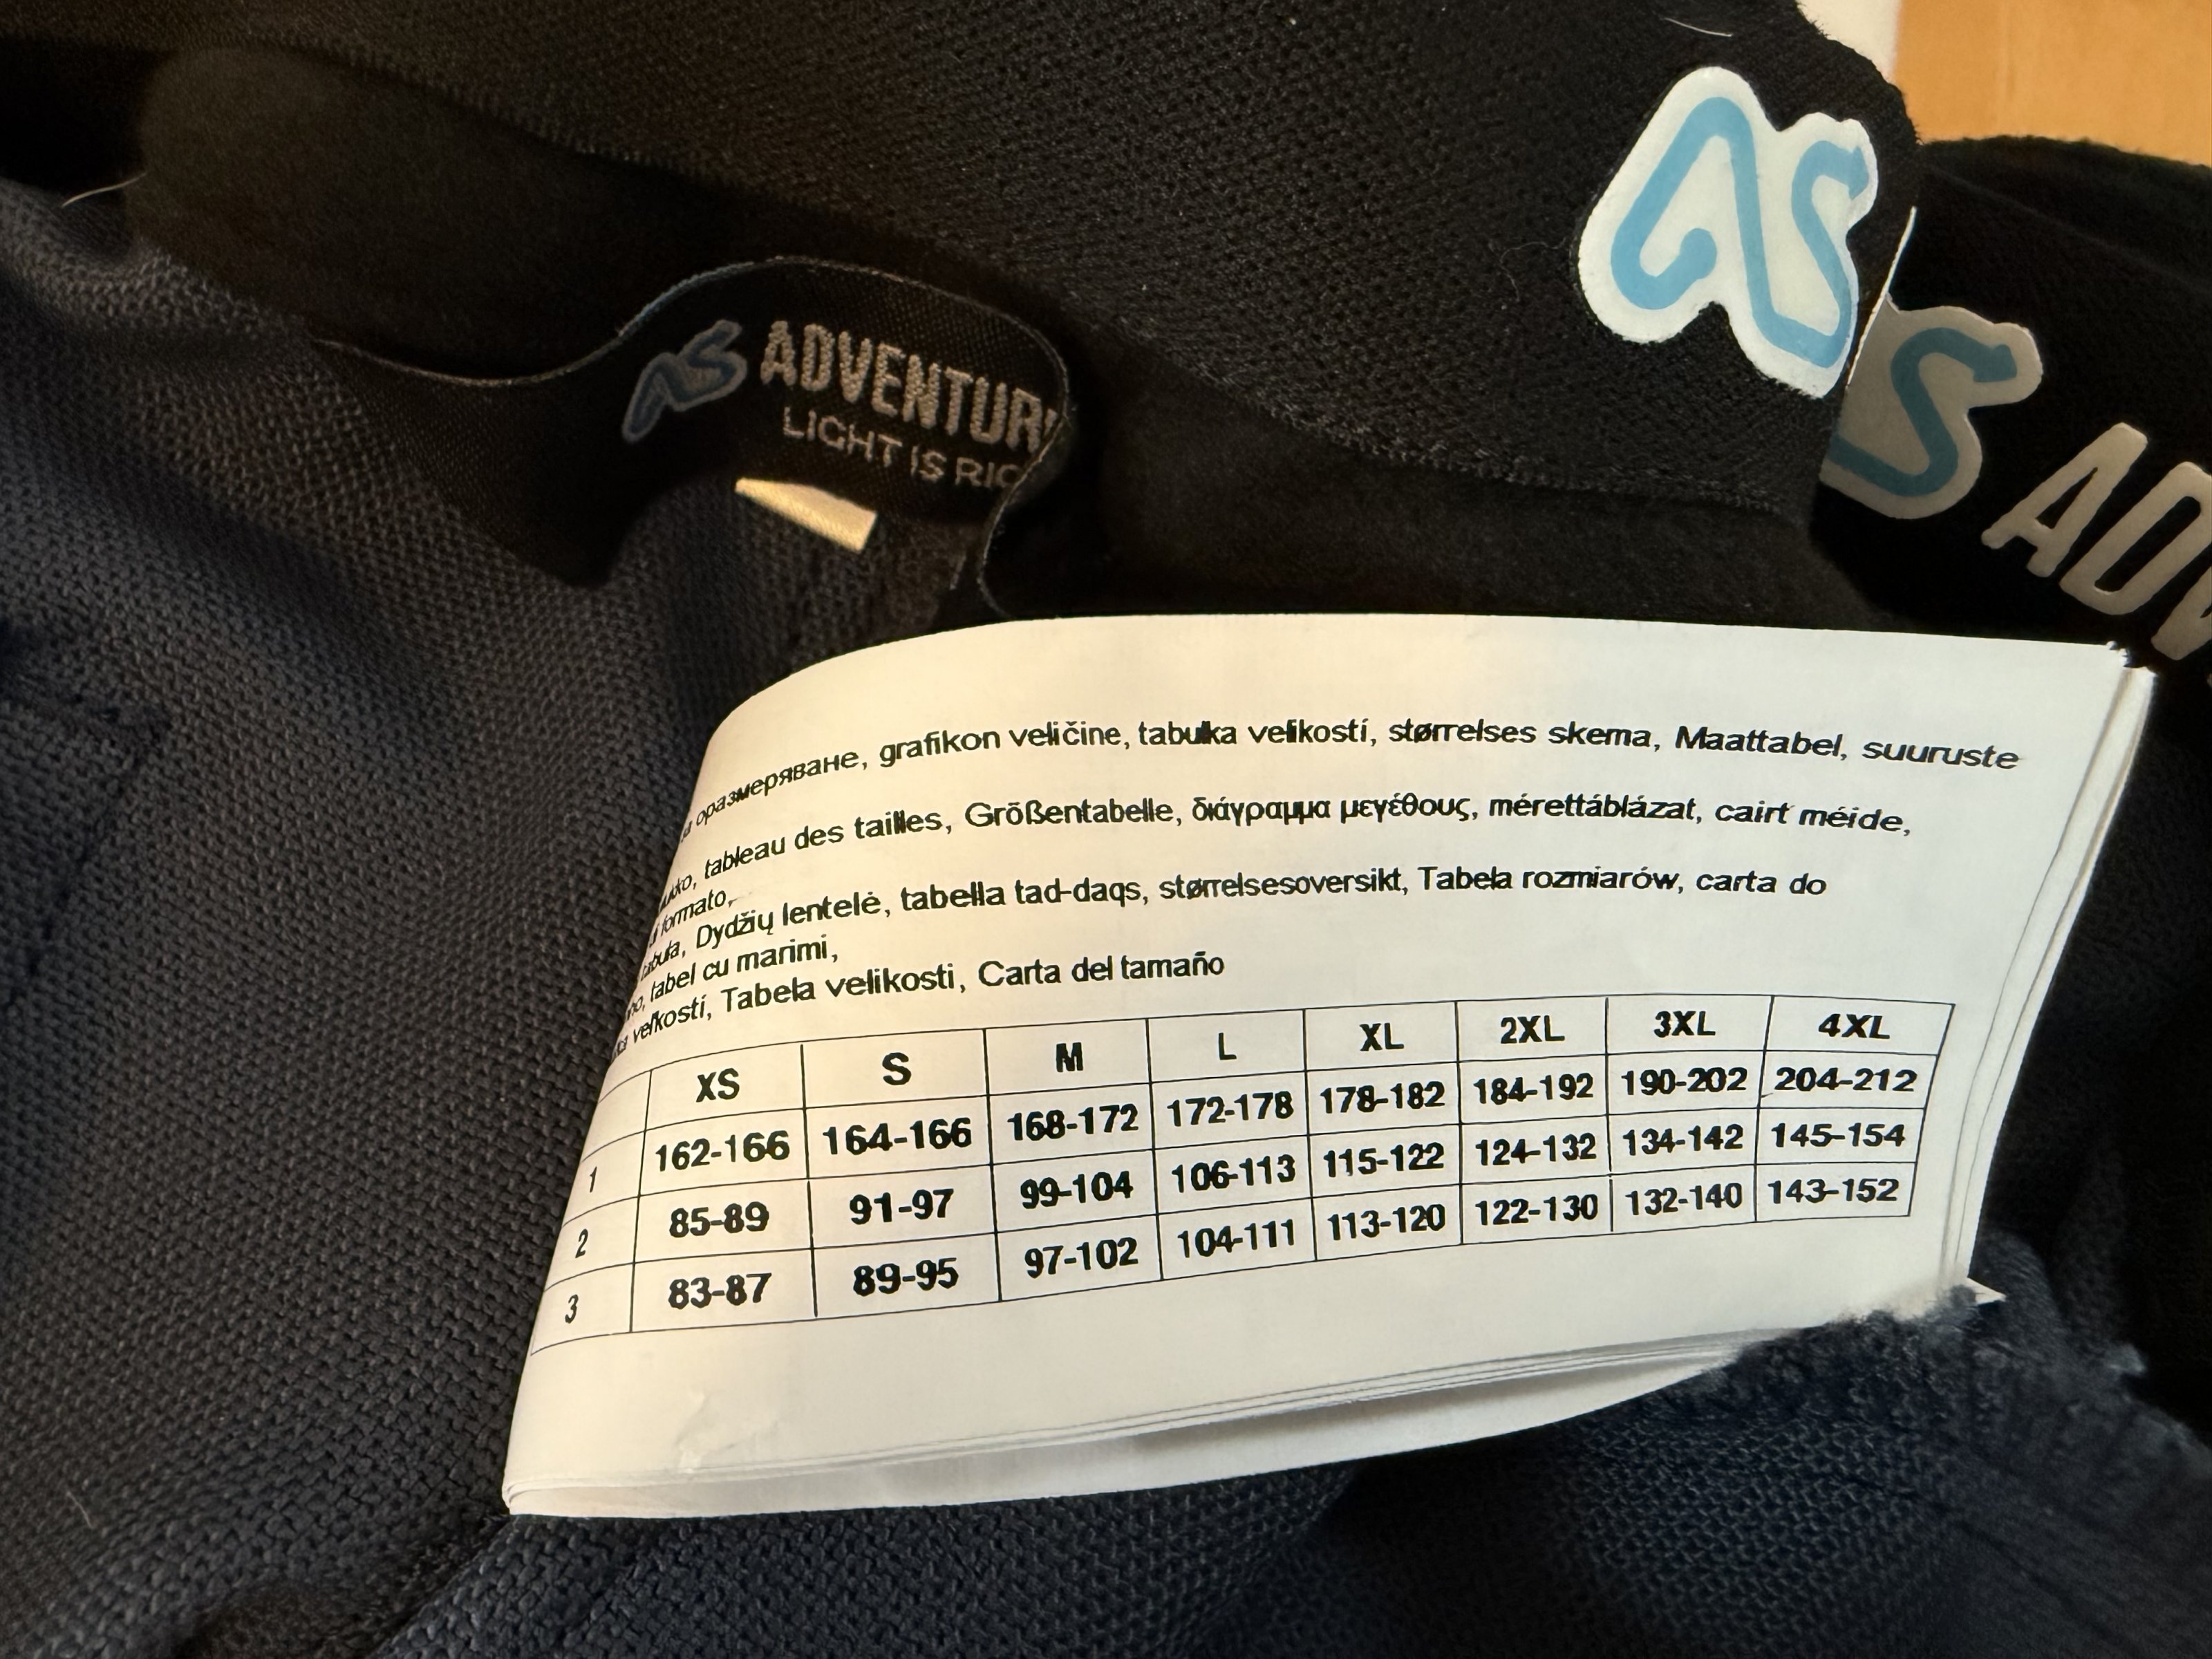 AS
AS ADVENTUR
LIGHT IS RIG
S ADV
оразмеряване, grafikon veličine, tabulka velikostí, størrelses skema, Maattabel, suuruste
tableau des tailles, Größentabelle, διάγραμμα μεγέθους, mérettáblázat, cairt méide,
formato,
Dydžių lentelė, tabella tad-daqs, størrelsesoversikt, Tabela rozmiarów, carta do
tabel cu marimi,
veľkostí, Tabela velikosti, Carta del tamaño
XS S M L XL 2XL 3XL 4XL
1 162-166 164-166 168-172 172-178 178-182 184-192 190-202 204-212
2 85-89 91-97 99-104 106-113 115-122 124-132 134-142 145-154
3 83-87 89-95 97-102 104-111 113-120 122-130 132-140 143-152